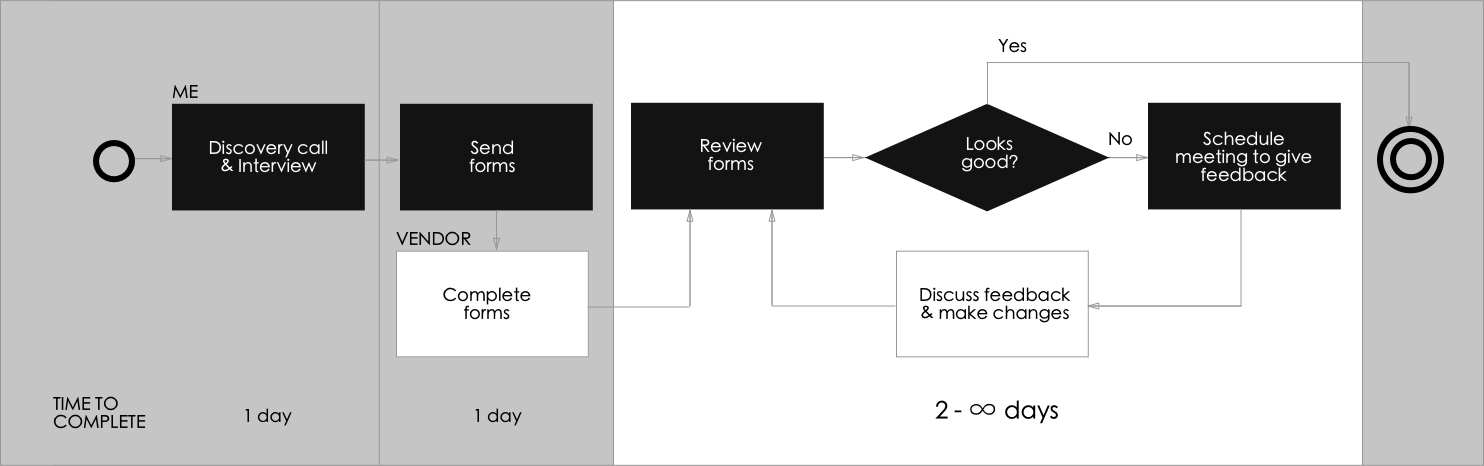 ME
Discovery call
& Interview
Send
forms
VENDOR
Complete
forms
Review
forms
Looks
good?
Yes
No
Schedule
meeting to give
feedback
Discuss feedback
& make changes
TIME TO
COMPLETE
1 day
1 day
2 - ∞ days